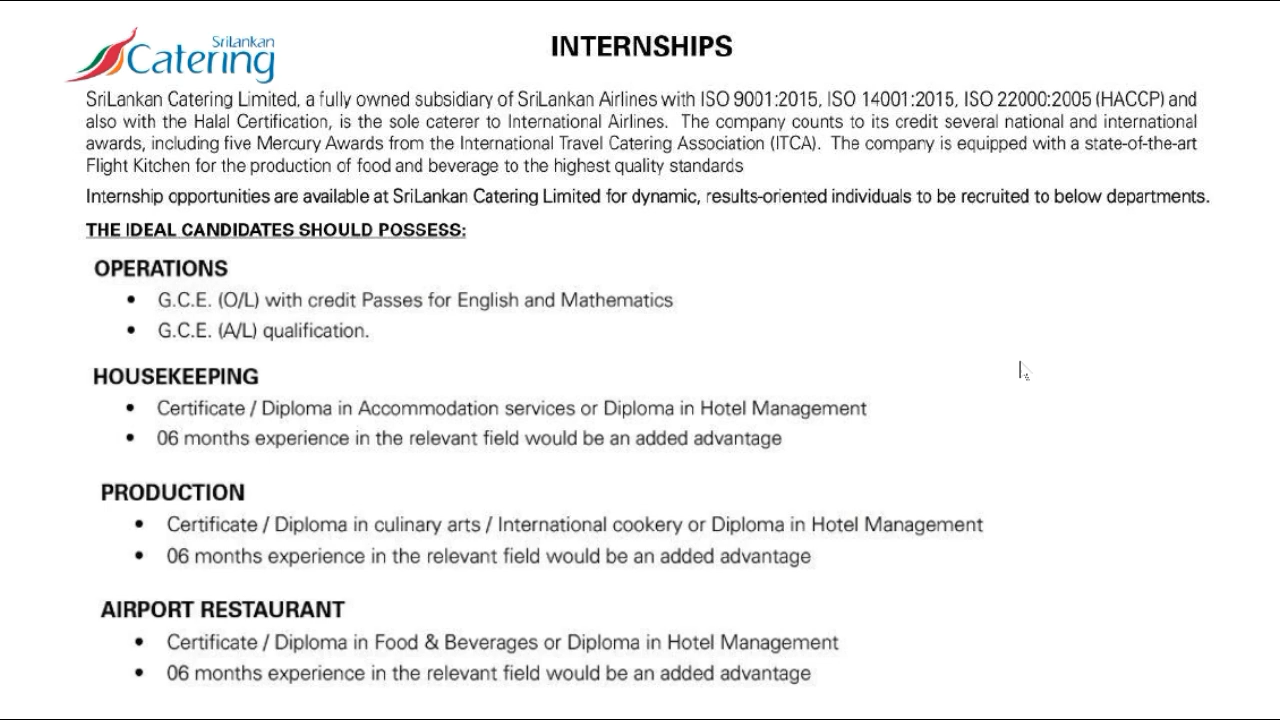 SriLankan
Catering
INTERNSHIPS
SriLankan Catering Limited, a fully owned subsidiary of SriLankan Airlines with ISO 9001:2015, ISO 14001:2015, ISO 22000:2005 (HACCP) and
also with the Halal Certification, is the sole caterer to International Airlines. The company counts to its credit several national and international
awards, including five Mercury Awards from the International Travel Catering Association (ITCA). The company is equipped with a state-of-the-art
Flight Kitchen for the production of food and beverage to the highest quality standards
Internship opportunities are available at SriLankan Catering Limited for dynamic, results-oriented individuals to be recruited to below departments.
THE IDEAL CANDIDATES SHOULD POSSESS:
OPERATIONS
• G.C.E. (O/L) with credit Passes for English and Mathematics
• G.C.E. (A/L) qualification.
HOUSEKEEPING
• Certificate / Diploma in Accommodation services or Diploma in Hotel Management
• 06 months experience in the relevant field would be an added advantage
PRODUCTION
• Certificate / Diploma in culinary arts / International cookery or Diploma in Hotel Management
• 06 months experience in the relevant field would be an added advantage
AIRPORT RESTAURANT
• Certificate / Diploma in Food & Beverages or Diploma in Hotel Management
• 06 months experience in the relevant field would be an added advantage